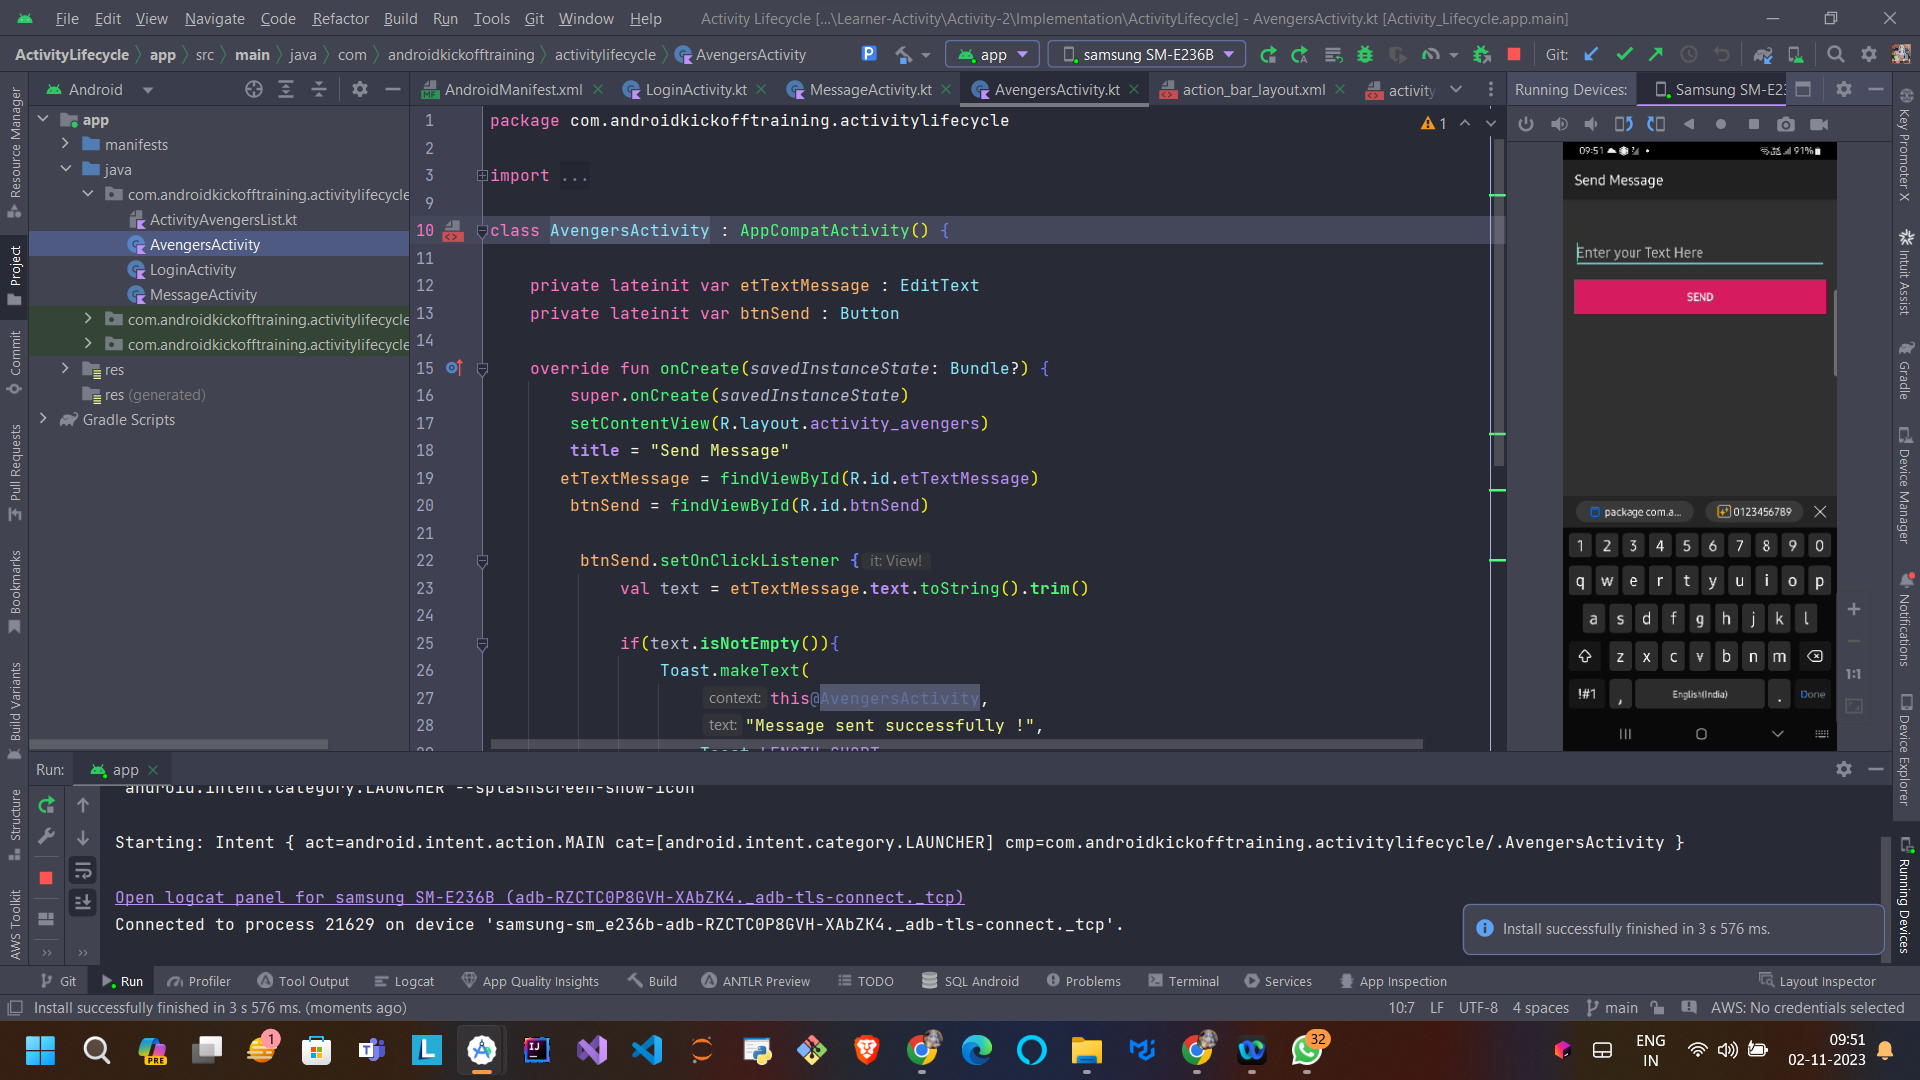 File Edit View Navigate Code Refactor Build Run Tools Git Window Help Activity Lifecycle [...\Learner-Activity\Activity-2\Implementation\ActivityLifecycle] - AvengersActivity.kt [Activity_Lifecycle.app.main]
ActivityLifecycle app src main java com androidkickofftraining activitylifecycle AvengersActivity app samsung SM-E236B Git:
Android
AndroidManifest.xml LoginActivity.kt MessageActivity.kt AvengersActivity.kt action_bar_layout.xml activity
Running Devices: Samsung SM-E23
Resource Manager
Project
Commit
Pull Requests
Bookmarks
Build Variants
Structure
AWS Toolkit
app
manifests
java
com.androidkickofftraining.activitylifecycle
ActivityAvengersList.kt
AvengersActivity
LoginActivity
MessageActivity
com.androidkickofftraining.activitylifecycle
com.androidkickofftraining.activitylifecycle
res
res (generated)
Gradle Scripts
1 package com.androidkickofftraining.activitylifecycle
1
2
3 import ...
9
10 class AvengersActivity : AppCompatActivity() {
11
12 private lateinit var etTextMessage : EditText
13 private lateinit var btnSend : Button
14
15 override fun onCreate(savedInstanceState: Bundle?) {
16 super.onCreate(savedInstanceState)
17 setContentView(R.layout.activity_avengers)
18 title = "Send Message"
19 etTextMessage = findViewById(R.id.etTextMessage)
20 btnSend = findViewById(R.id.btnSend)
21
22 btnSend.setOnClickListener { it: View!
23 val text = etTextMessage.text.toString().trim()
24
25 if(text.isNotEmpty()){
26 Toast.makeText(
27 context: this@AvengersActivity,
28 text: "Message sent successfully !",
29 Toast.LENGTH_SHORT
09:51 91%
Send Message
Enter your Text Here
SEND
package com.a... 0123456789
1 2 3 4 5 6 7 8 9 0
q w e r t y u i o p
a s d f g h j k l
z x c v b n m
!#1 , English(India) . Done
1:1
Key Promoter X
Intuit Assist
Gradle
Device Manager
Notifications
Device Explorer
Running Devices
Run: app
android.intent.category.LAUNCHER --splashscreen-show-icon
Starting: Intent { act=android.intent.action.MAIN cat=[android.intent.category.LAUNCHER] cmp=com.androidkickofftraining.activitylifecycle/.AvengersActivity }
Open logcat panel for samsung SM-E236B (adb-RZCTC0P8GVH-XAbZK4._adb-tls-connect._tcp)
Connected to process 21629 on device 'samsung-sm_e236b-adb-RZCTC0P8GVH-XAbZK4._adb-tls-connect._tcp'.
Install successfully finished in 3 s 576 ms.
Git Run Profiler Tool Output Logcat App Quality Insights Build ANTLR Preview TODO SQL Android Problems Terminal Services App Inspection Layout Inspector
Install successfully finished in 3 s 576 ms. (moments ago) 10:7 LF UTF-8 4 spaces main AWS: No credentials selected
PRE 1 32
ENG
IN
09:51
02-11-2023